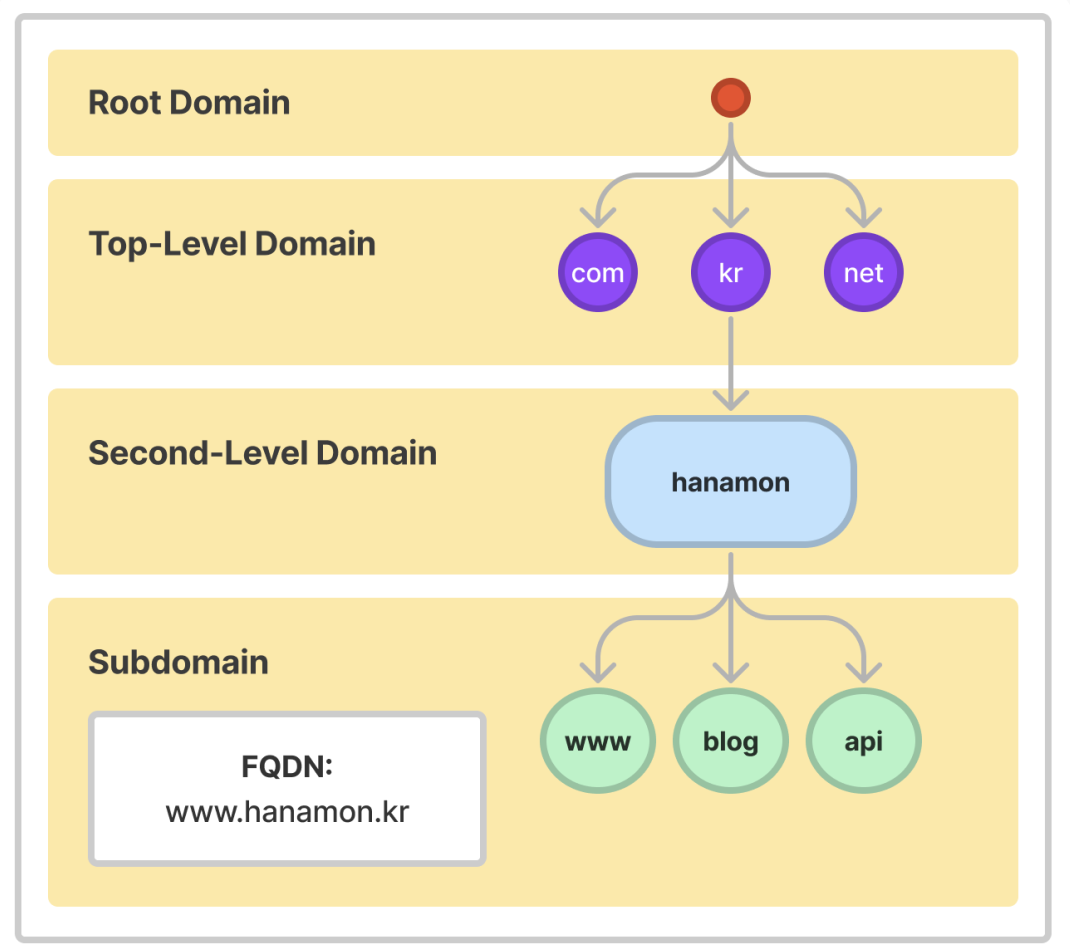 Root Domain
Top-Level Domain
com
kr
net
Second-Level Domain
hanamon
Subdomain
www
blog
api
FQDN:
www.hanamon.kr